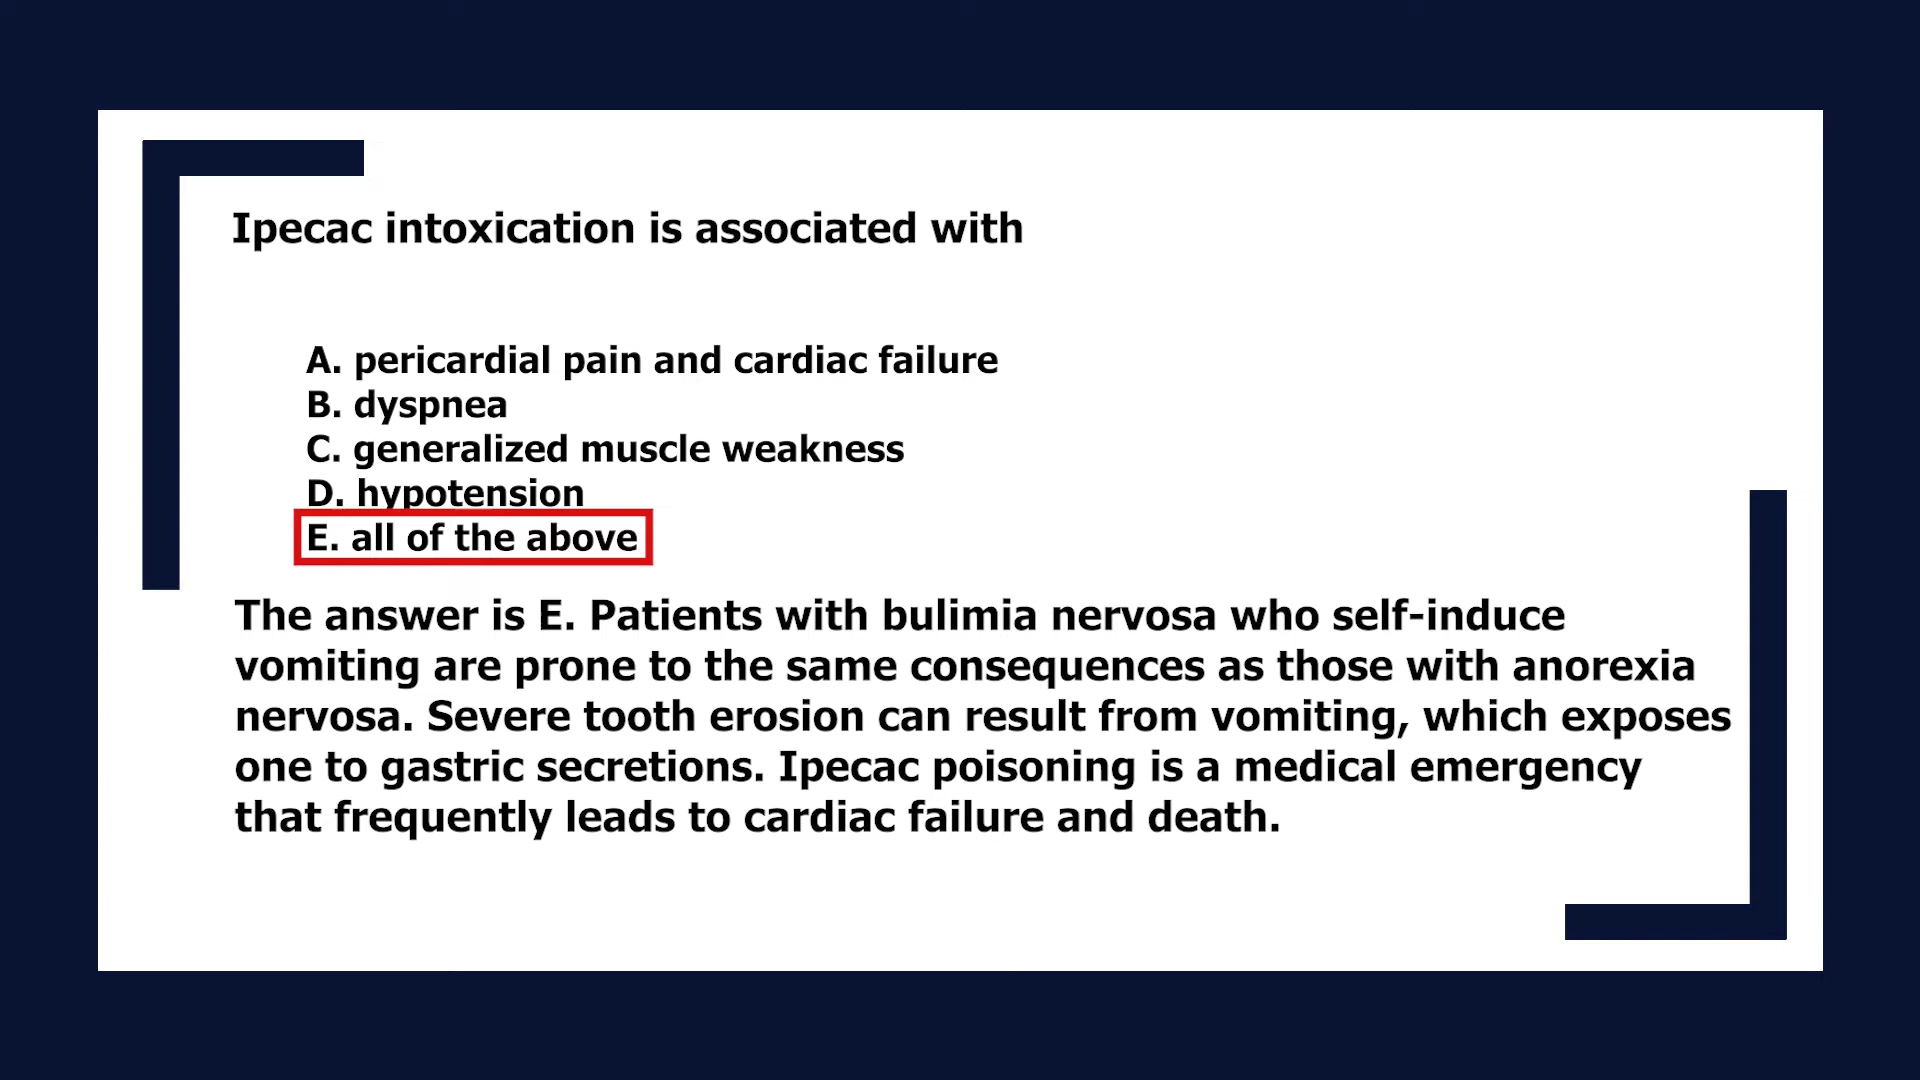 Ipecac intoxication is associated with
A. pericardial pain and cardiac failure
B. dyspnea
C. generalized muscle weakness
D. hypotension
E. all of the above
The answer is E. Patients with bulimia nervosa who self-induce
vomiting are prone to the same consequences as those with anorexia
nervosa. Severe tooth erosion can result from vomiting, which exposes
one to gastric secretions. Ipecac poisoning is a medical emergency
that frequently leads to cardiac failure and death.